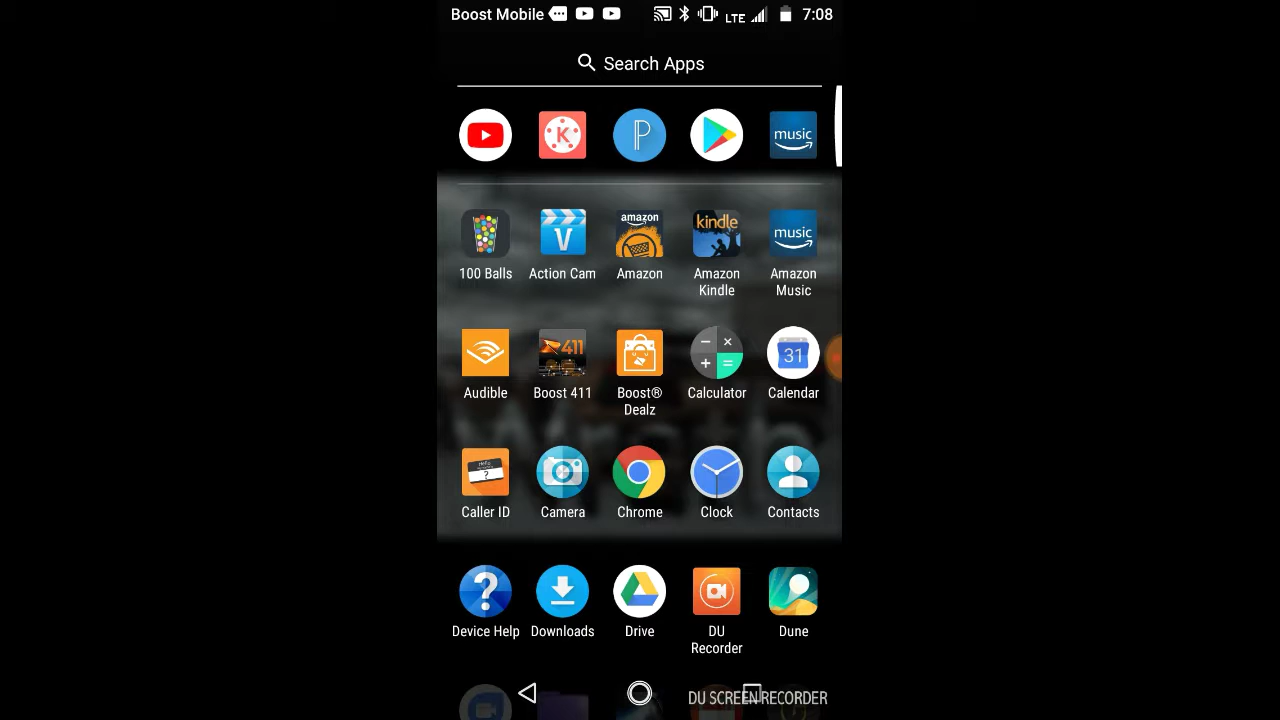 Boost Mobile LTE 7:08
Search Apps
K P music
amazon kindle music
V
100 Balls Action Cam Amazon Amazon Kindle Amazon Music
411 31
Audible Boost 411 Boost® Dealz Calculator Calendar
?
Caller ID Camera Chrome Clock Contacts
?
Device Help Downloads Drive DU Recorder Dune
DU SCREEN RECORDER